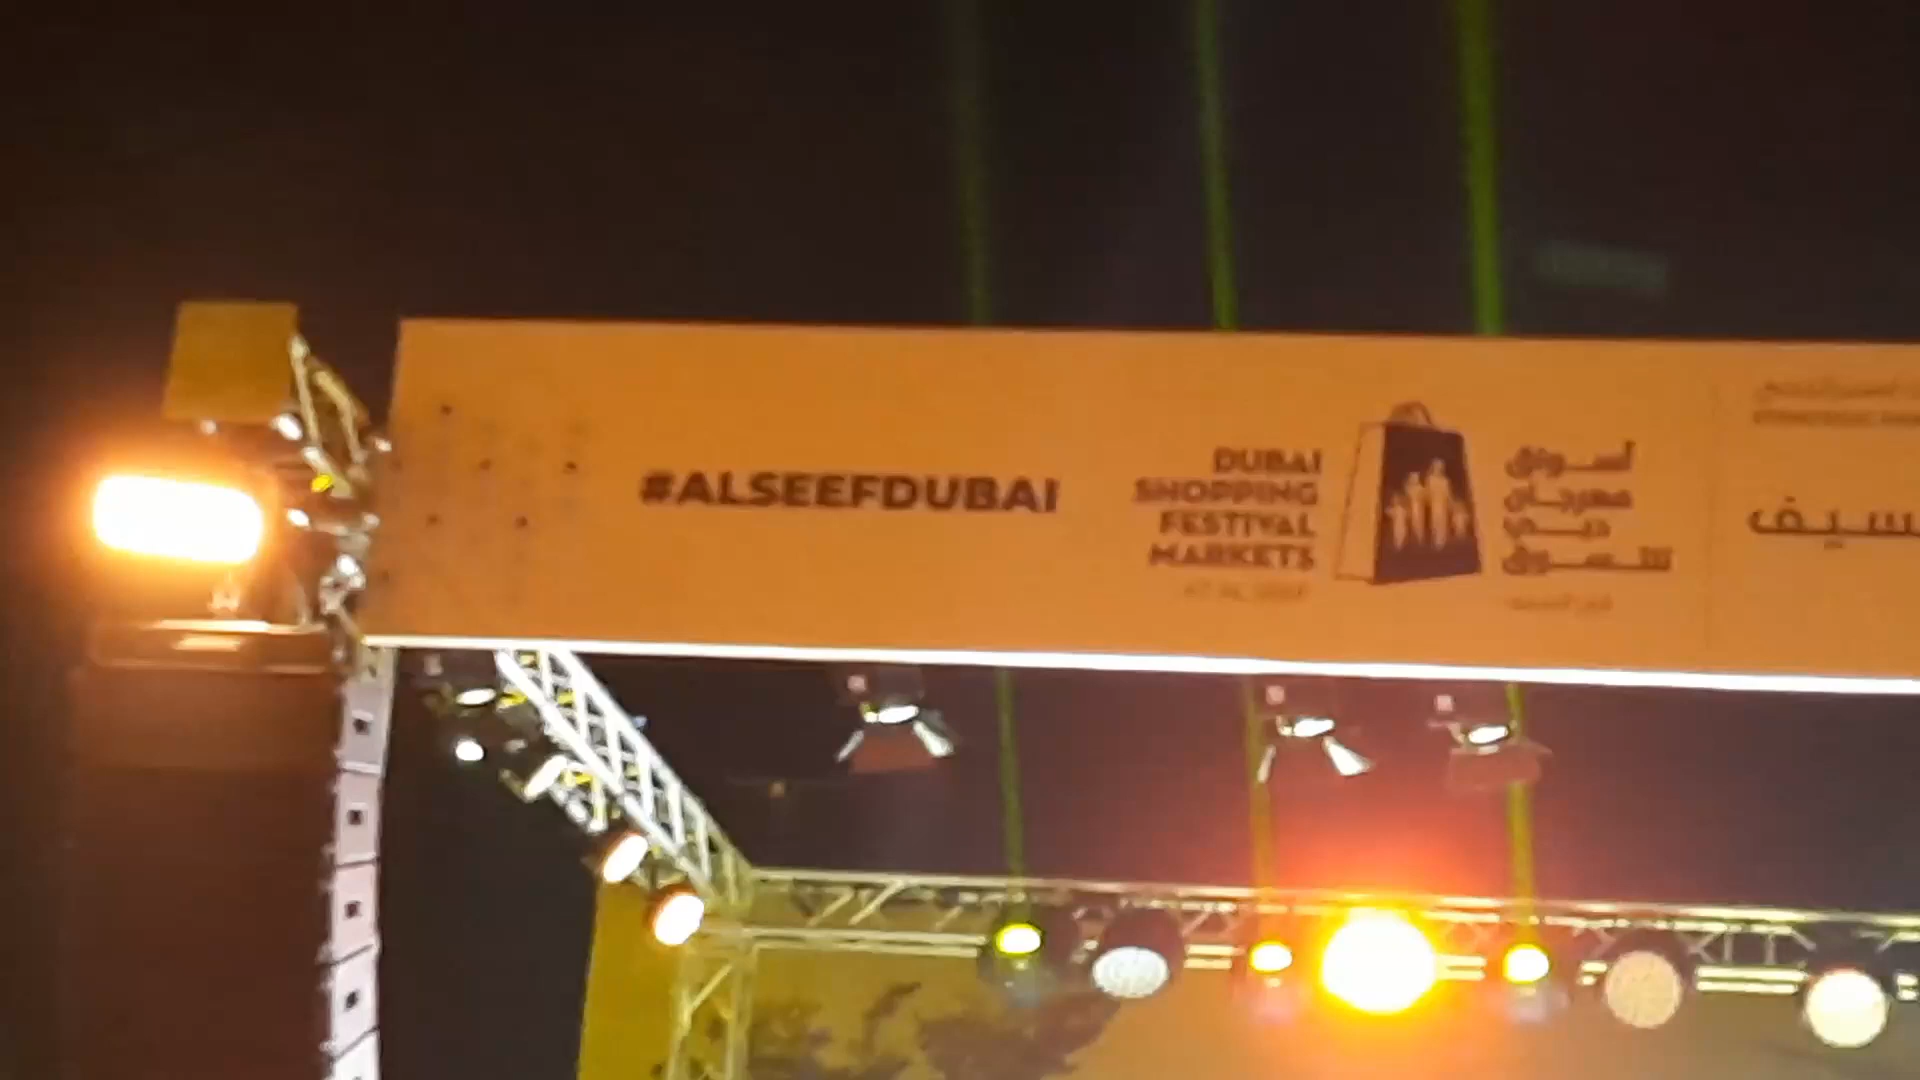 #ALSEEFDUBAI
DUBAI
SHOPPING
FESTIVAL
MARKETS
أسواق
مهرجان
دبي
للتسوق